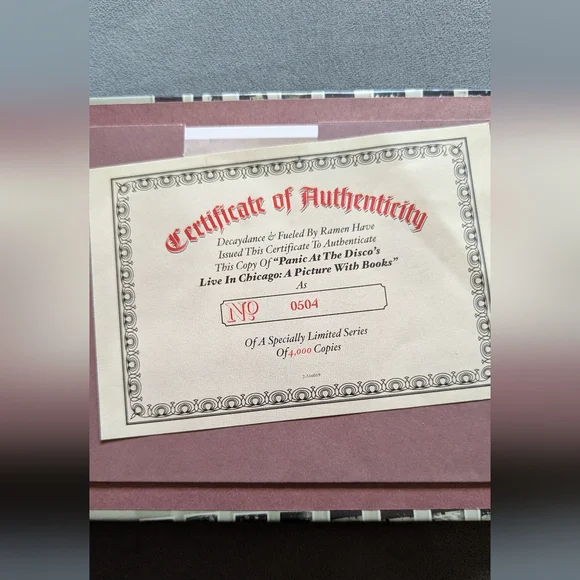 Certificate of Authenticity
Decaydance & Fueled By Ramen Have
Issued This Certificate To Authenticate
This Copy Of "Panic At The Disco's
Live In Chicago: A Picture With Books"
As
Nº 0504
Of A Specially Limited Series
Of 4,000 Copies